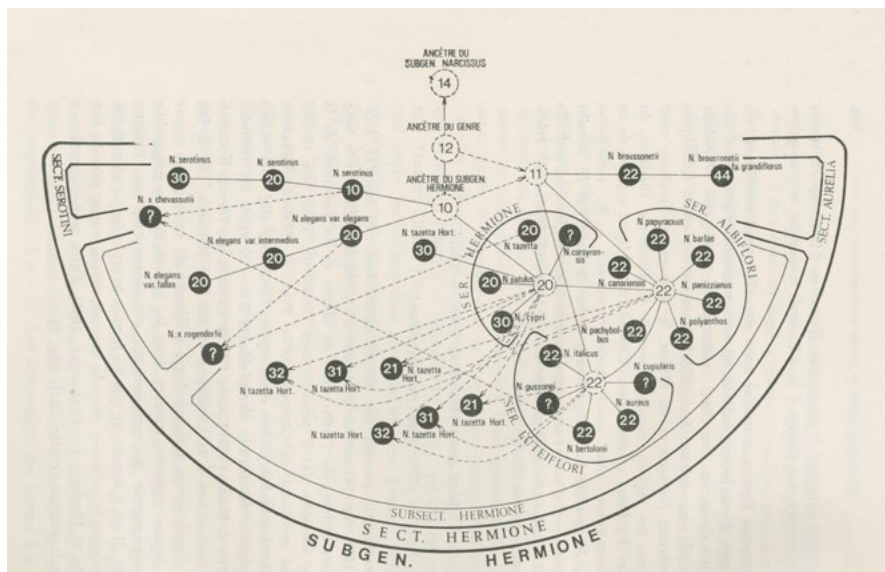 ANCÊTRE DU
SUBGEN. NARCISSUS
? 14
ANCÊTRE DU GENRE
12
ANCÊTRE DU SUBGEN.
HERMIONE
10
11
SECT. SEROTINI
N. serotinus
30
N. serotinus
20
N. serotinus
10
N. x chevassutii
?
N. elegans var. elegans
20
N. elegans var. intermedius
20
N. elegans
var. fallax
20
N. x rogendorfii
?
N. broussonetii
22
N. broussonetii
fa. grandiflorus
44
SECT. AURELIA
SER. HERMIONE
N. tazetta Hort.
30
20
N. tazetta
?
N. corcyren-
sis
N. patulus
20
20
N. cypri
30
SER. ALBIFLORI
N. papyraceus
22
N. barlae
22
N. canariensis
22
22
N. panizzianus
22
N. polyanthos
22
N. pachybol-
bus
22
N. italicus
22
22
N. cupularis
?
N. gussonei
?
N. aureus
22
N. bertolonii
22
SER. LUTEIFLORI
32
N. tazetta Hort.
31
N. tazetta Hort.
21
N. tazetta
Hort.
32
N. tazetta Hort.
31
N. tazetta Hort.
21
N. tazetta Hort.
SUBSECT. HERMIONE
SECT. HERMIONE
SUBGEN. HERMIONE